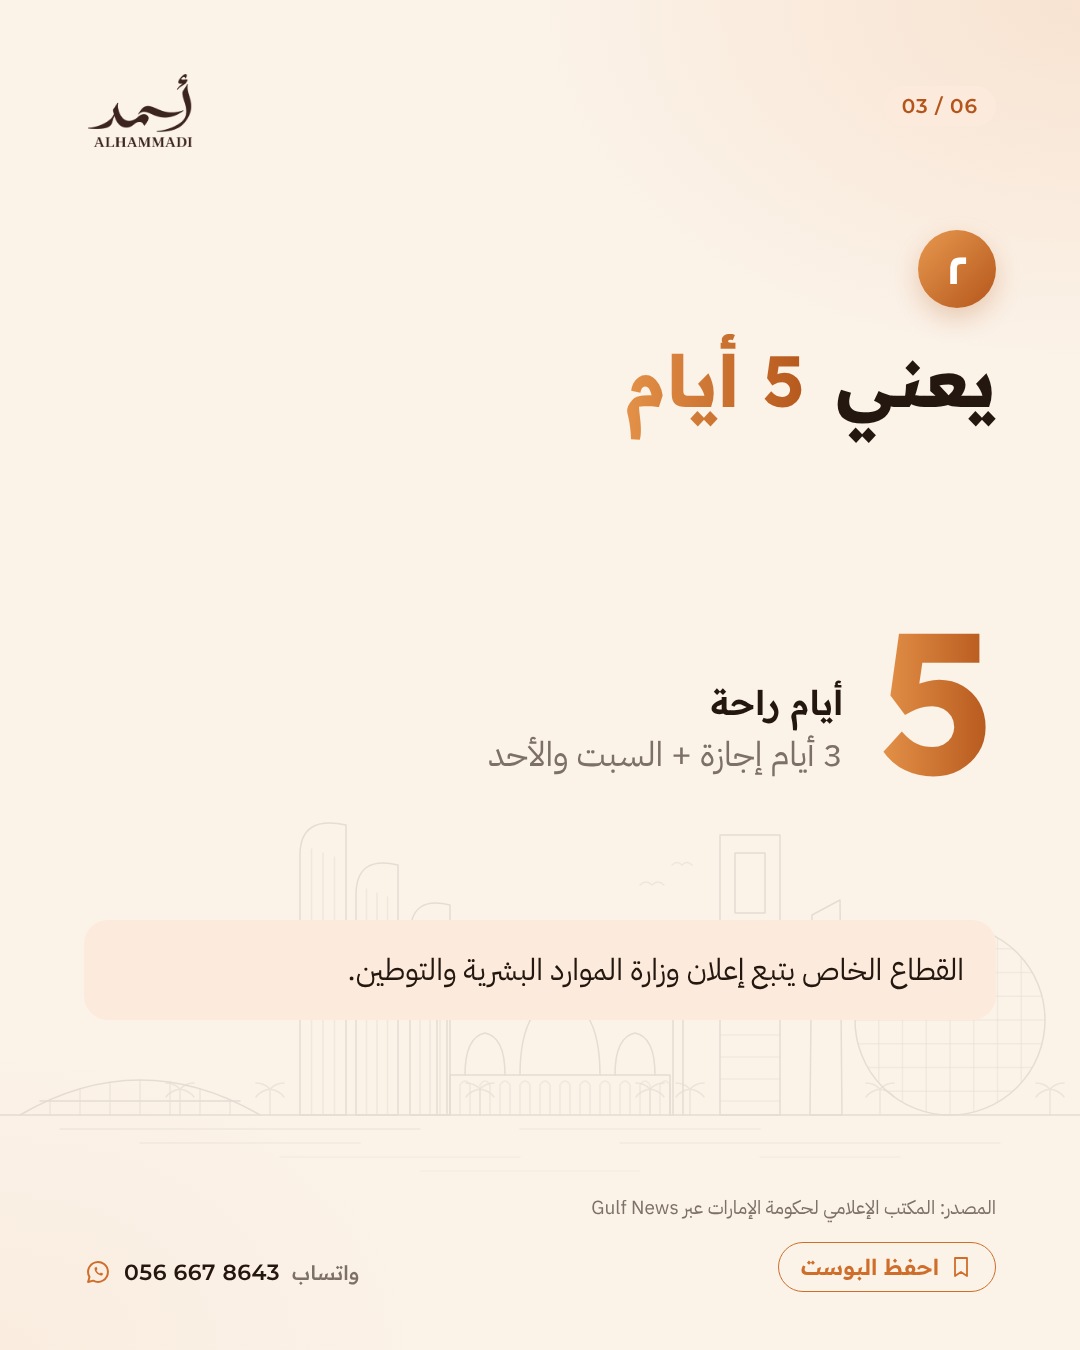 أحمد
ALHAMMADI
03 / 06
٢
يعني 5 أيام
5
أيام راحة
3 أيام إجازة + السبت والأحد
القطاع الخاص يتبع إعلان وزارة الموارد البشرية والتوطين.
المصدر: المكتب الإعلامي لحكومة الإمارات عبر Gulf News
احفظ البوست
واتساب 056 667 8643